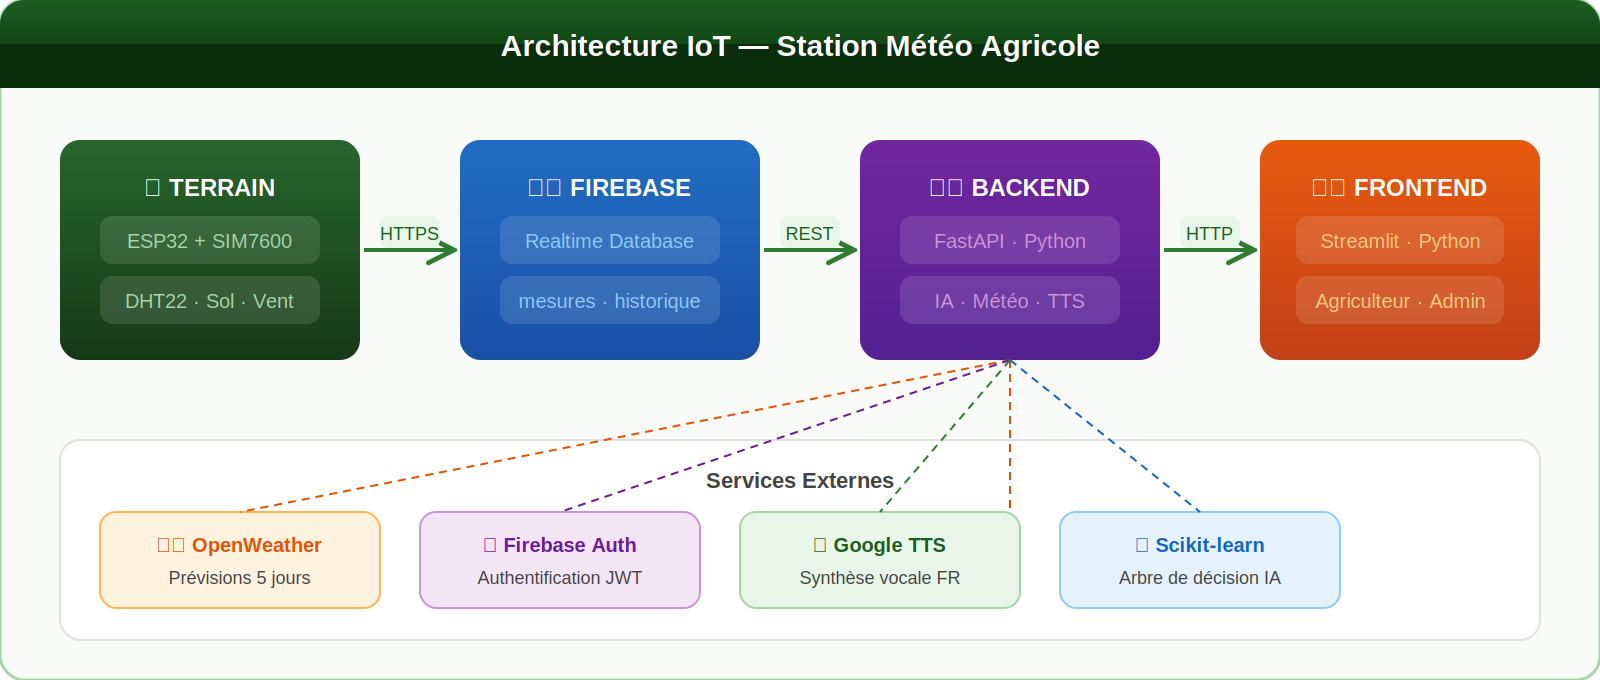 Architecture IoT — Station Météo Agricole
TERRAIN
ESP32 + SIM7600
DHT22 · Sol · Vent
HTTPS
FIREBASE
Realtime Database
mesures · historique
REST
BACKEND
FastAPI · Python
IA · Météo · TTS
HTTP
FRONTEND
Streamlit · Python
Agriculteur · Admin
Services Externes
OpenWeather
Prévisions 5 jours
Firebase Auth
Authentification JWT
Google TTS
Synthèse vocale FR
Scikit-learn
Arbre de décision IA